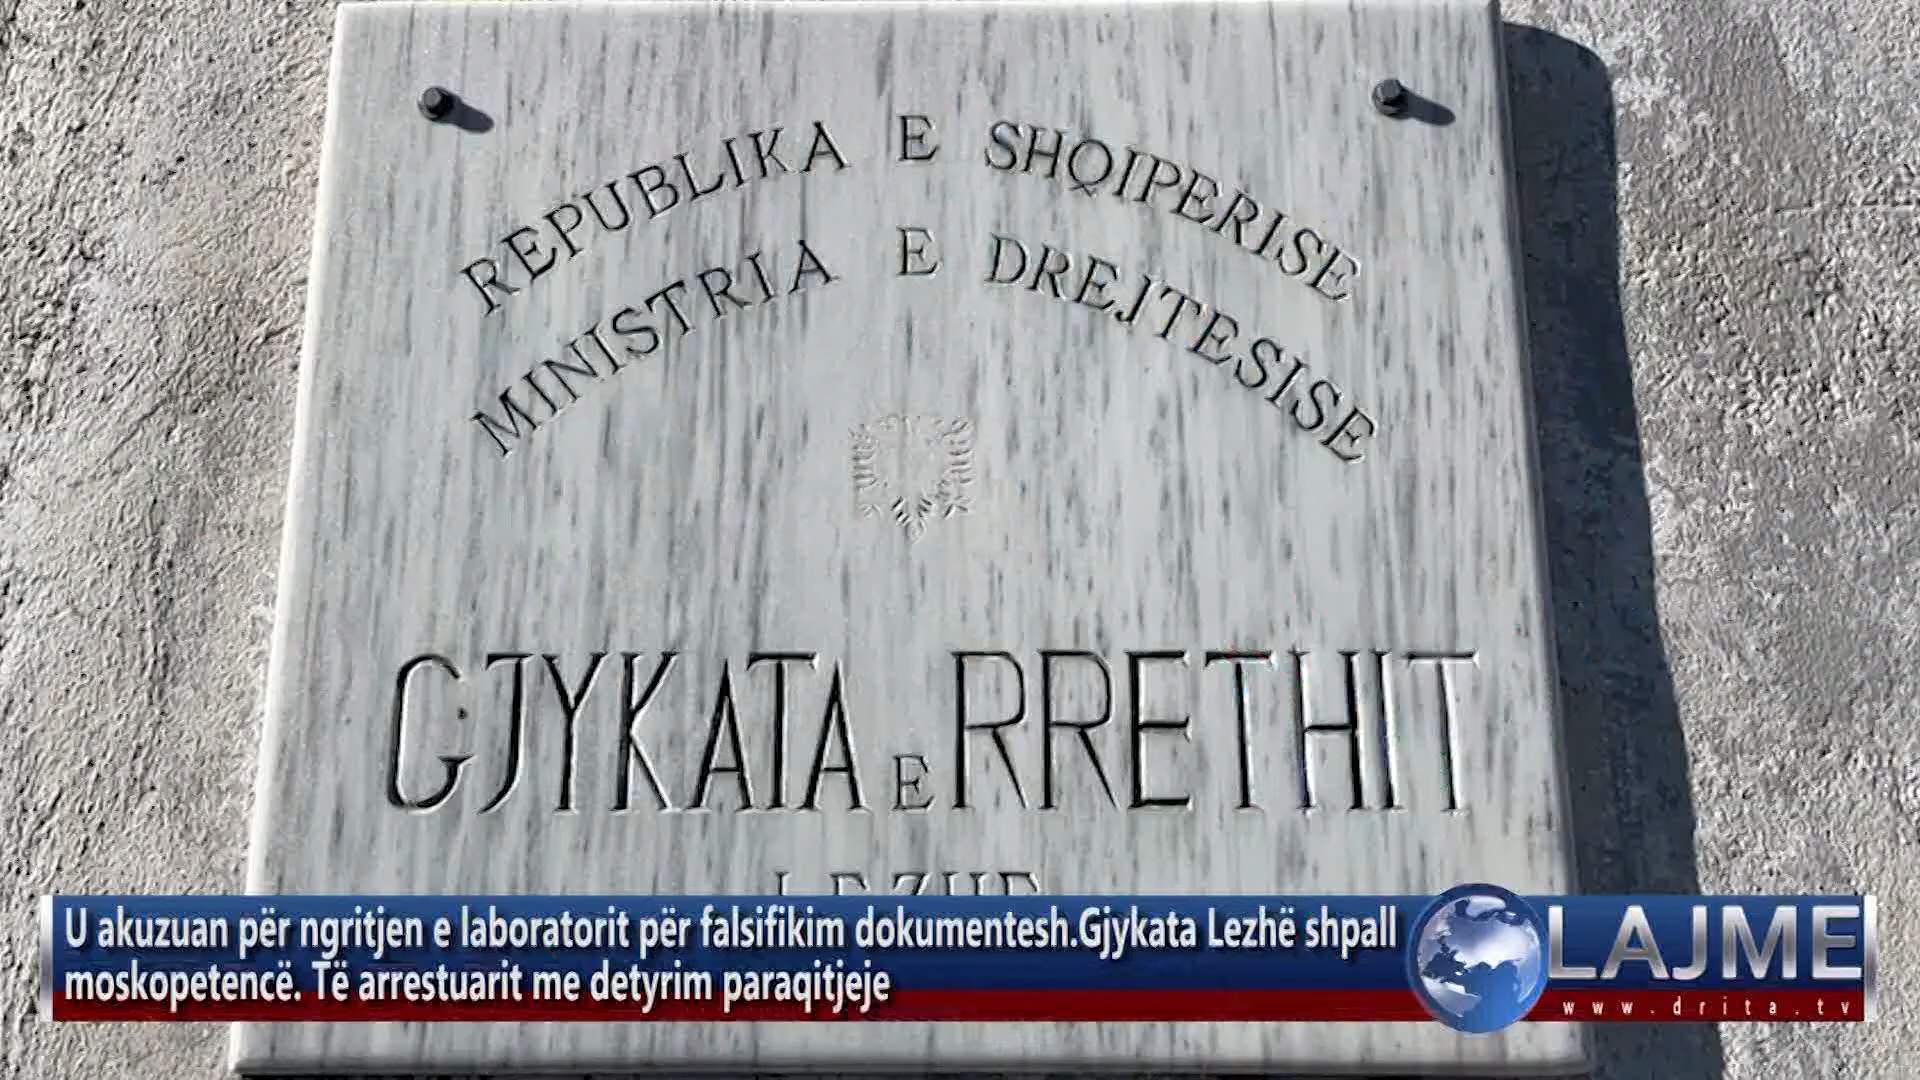 REPUBLIKA E SHQIPERISE
MINISTRIA E DREJTESISE
GJYKATA E RRETHIT
LEZHE
U akuzuan për ngritjen e laboratorit për falsifikim dokumentesh.Gjykata Lezhë shpall
moskopetencë. Të arrestuarit me detyrim paraqitjeje
LAJME
www.drita.tv